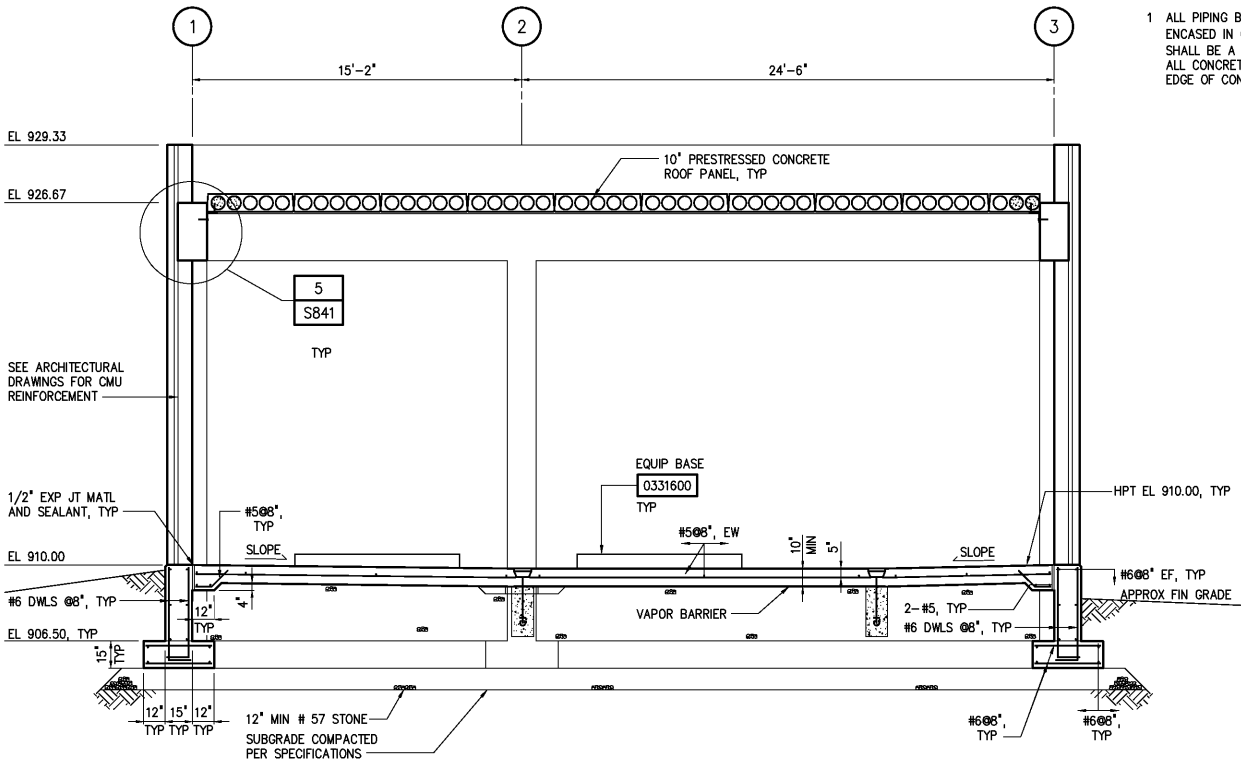 1
2
3
1 ALL PIPING B
ENCASED IN
SHALL BE A
ALL CONCRET
EDGE OF CON
15'-2"
24'-6"
EL 929.33
10" PRESTRESSED CONCRETE
ROOF PANEL, TYP
EL 926.67
5
S841
TYP
SEE ARCHITECTURAL
DRAWINGS FOR CMU
REINFORCEMENT
EQUIP BASE
0331600
TYP
1/2" EXP JT MATL
AND SEALANT, TYP
#5@8",
TYP
#5@8", EW
10"
MIN
5"
HPT EL 910.00, TYP
EL 910.00
SLOPE
SLOPE
#6@8" EF, TYP
APPROX FIN GRADE
#6 DWLS @8", TYP
12"
TYP
4"
VAPOR BARRIER
2-#5, TYP
#6 DWLS @8", TYP
EL 906.50, TYP
15"
TYP
12"
TYP
15"
TYP
12"
TYP
12" MIN # 57 STONE
SUBGRADE COMPACTED
PER SPECIFICATIONS
#6@8",
TYP
#6@8",
TYP